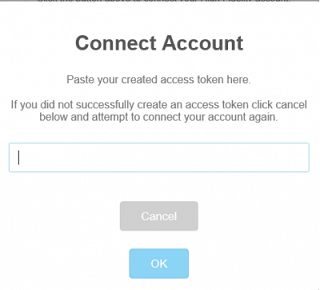 Connect Account
Paste your created access token here.
If you did not successfully create an access token click cancel
below and attempt to connect your account again.
Cancel
OK